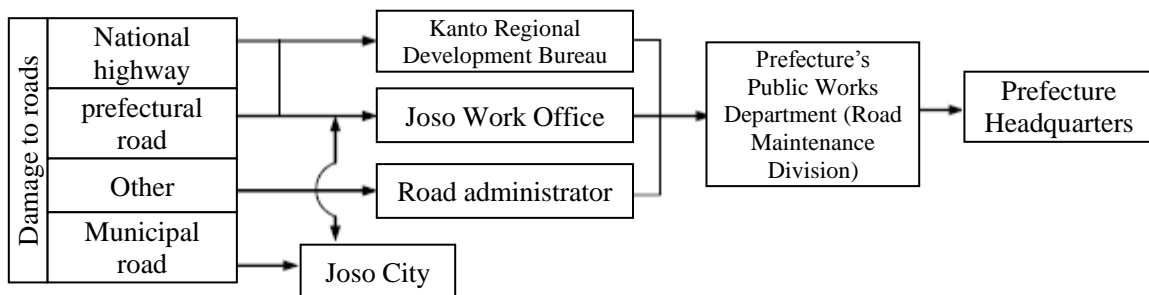 Damage to roads
National
highway
prefectural
road
Other
Municipal
road
Kanto Regional
Development Bureau
Joso Work Office
Road administrator
Joso City
Prefecture's
Public Works
Department (Road
Maintenance
Division)
Prefecture
Headquarters